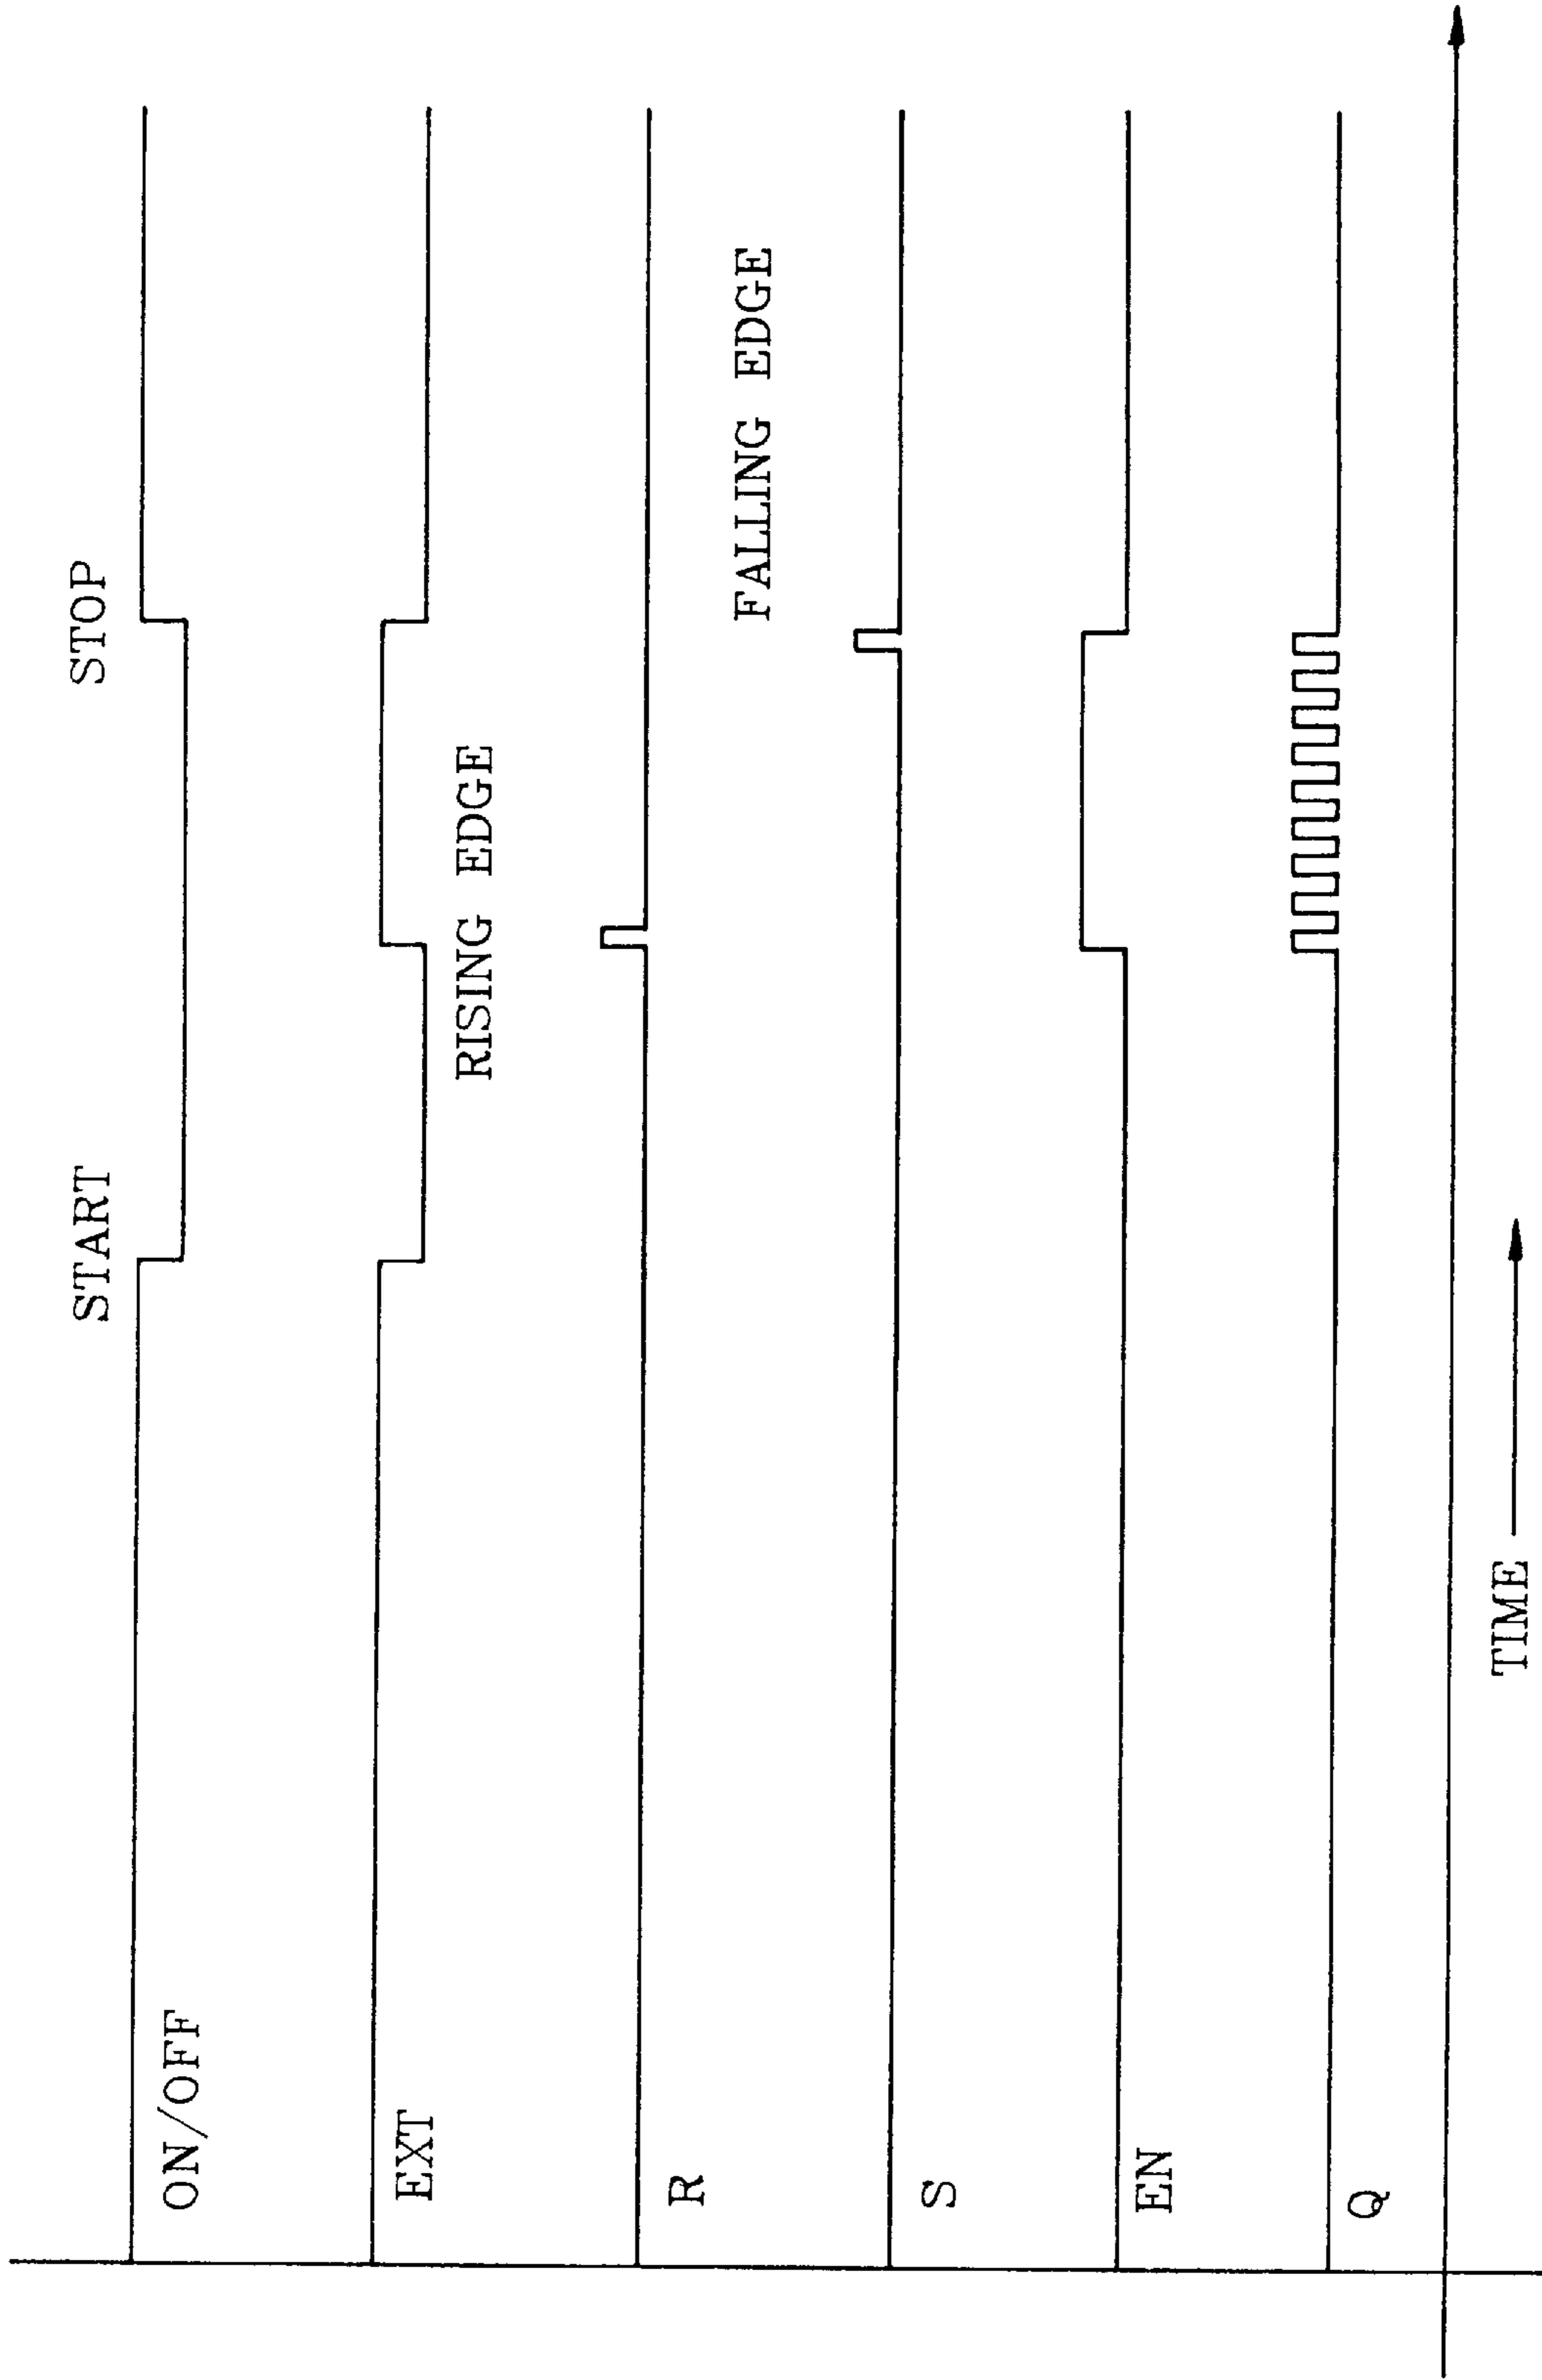 START
STOP
ON/OFF
EXT
RISING EDGE
R
FALLING EDGE
S
EN
Q
TIME